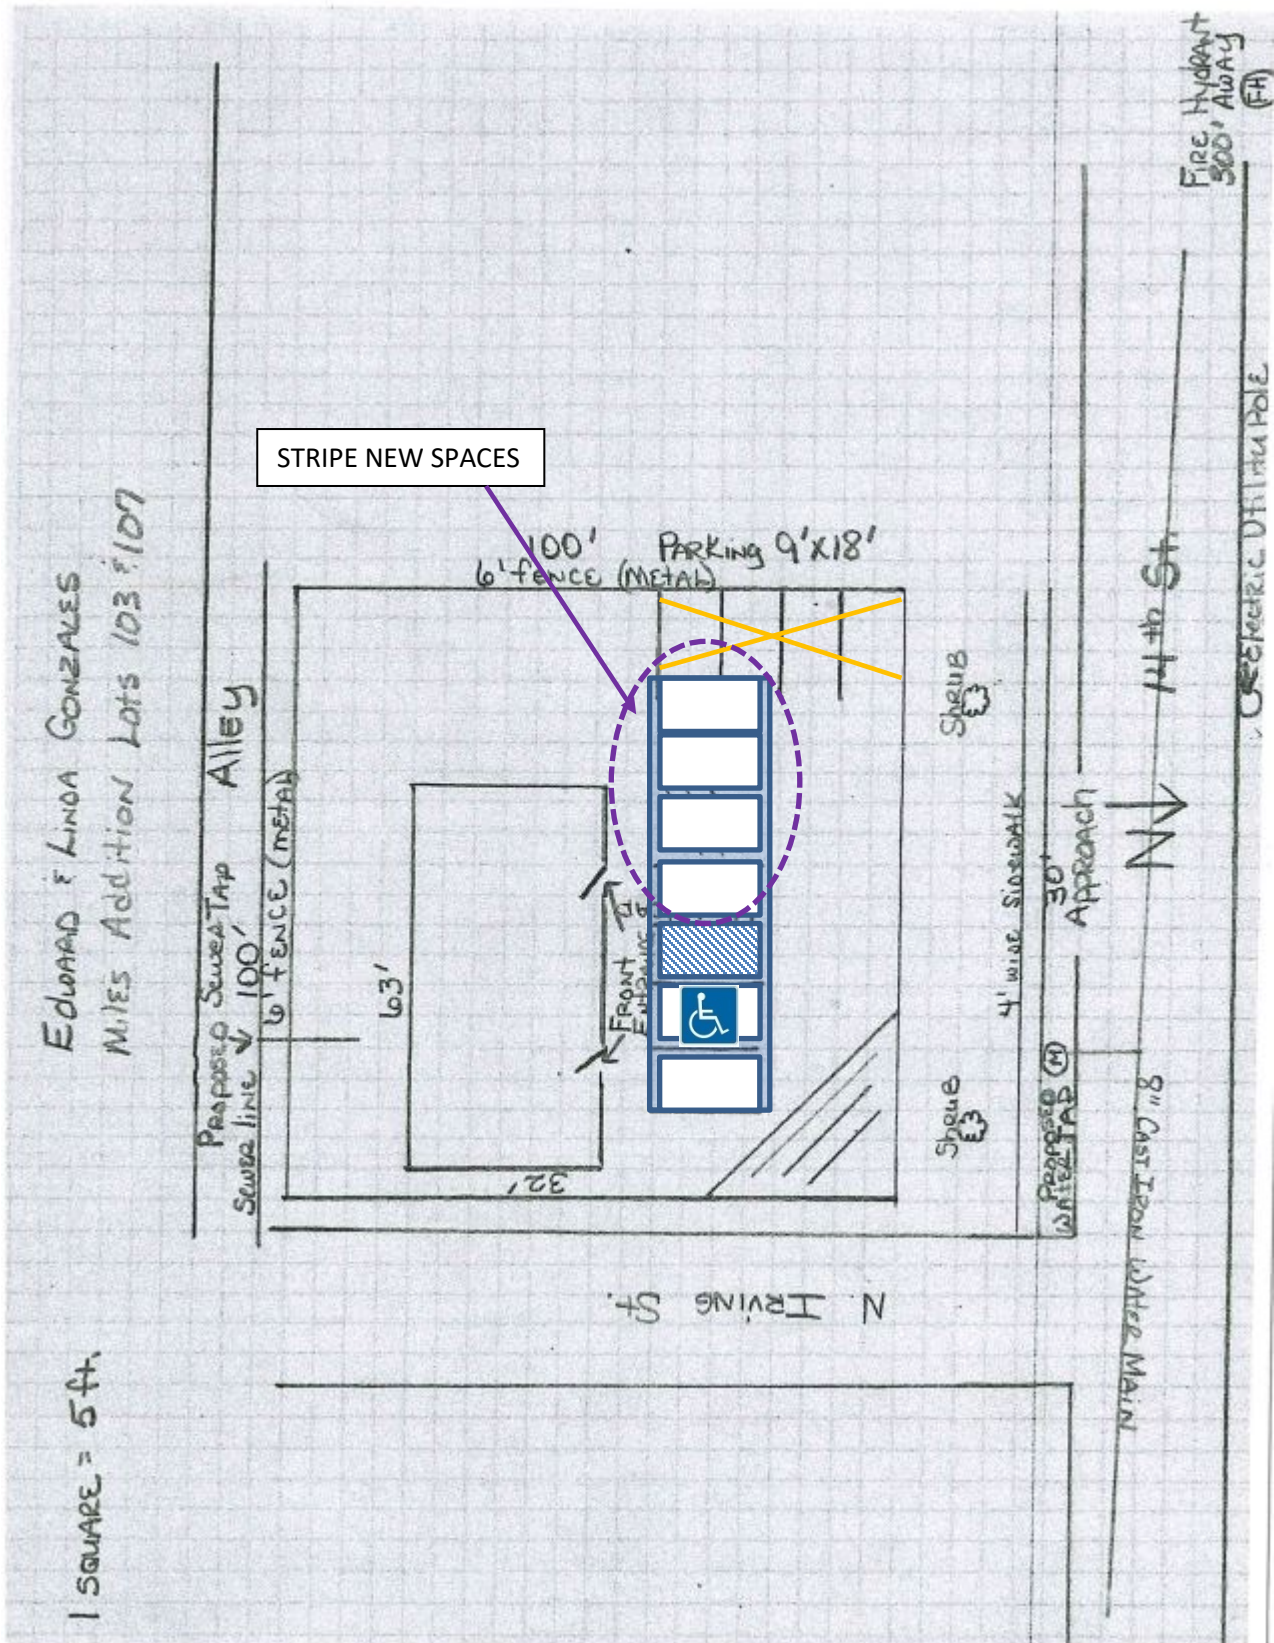 Edward & Linda Gonzales
Miles Addition Lots 103 & 107
1 SQUARE = 5 ft.
FIRE HYDRANT
300' AWAY
FH
STRIPE NEW SPACES
Alley
PROPOSED SEWER TAP
SEWER LINE
100'
6' FENCE (METAL)
100'
6' FENCE (METAL)
PARKING 9'X18'
63'
32'
FRONT
SHRUB
SHRUB
4' WIDE SIDEWALK
30'
APPROACH
N
PROPOSED
WATER TAP
M
14th St.
8" CAST IRON WATER MAIN
Electric Utility Pole
N. IRVING St.